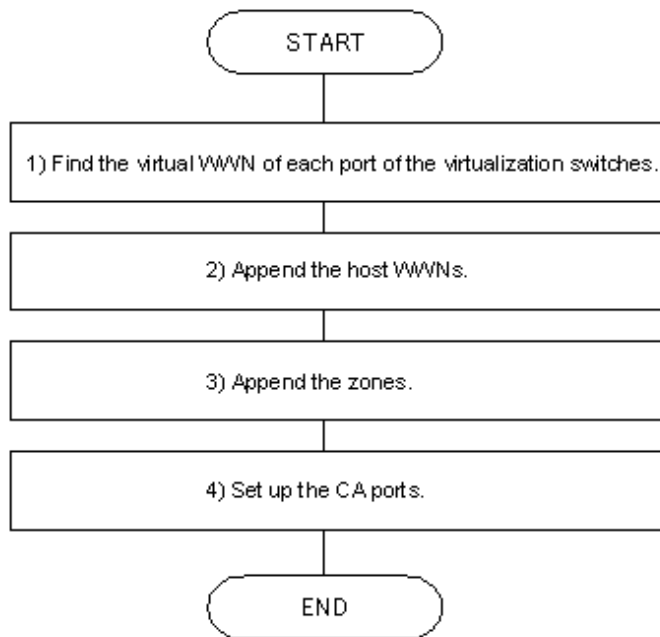 START
1) Find the virtual WWN of each port of the virtualization switches.
2) Append the host WWNs.
3) Append the zones.
4) Set up the CA ports.
END